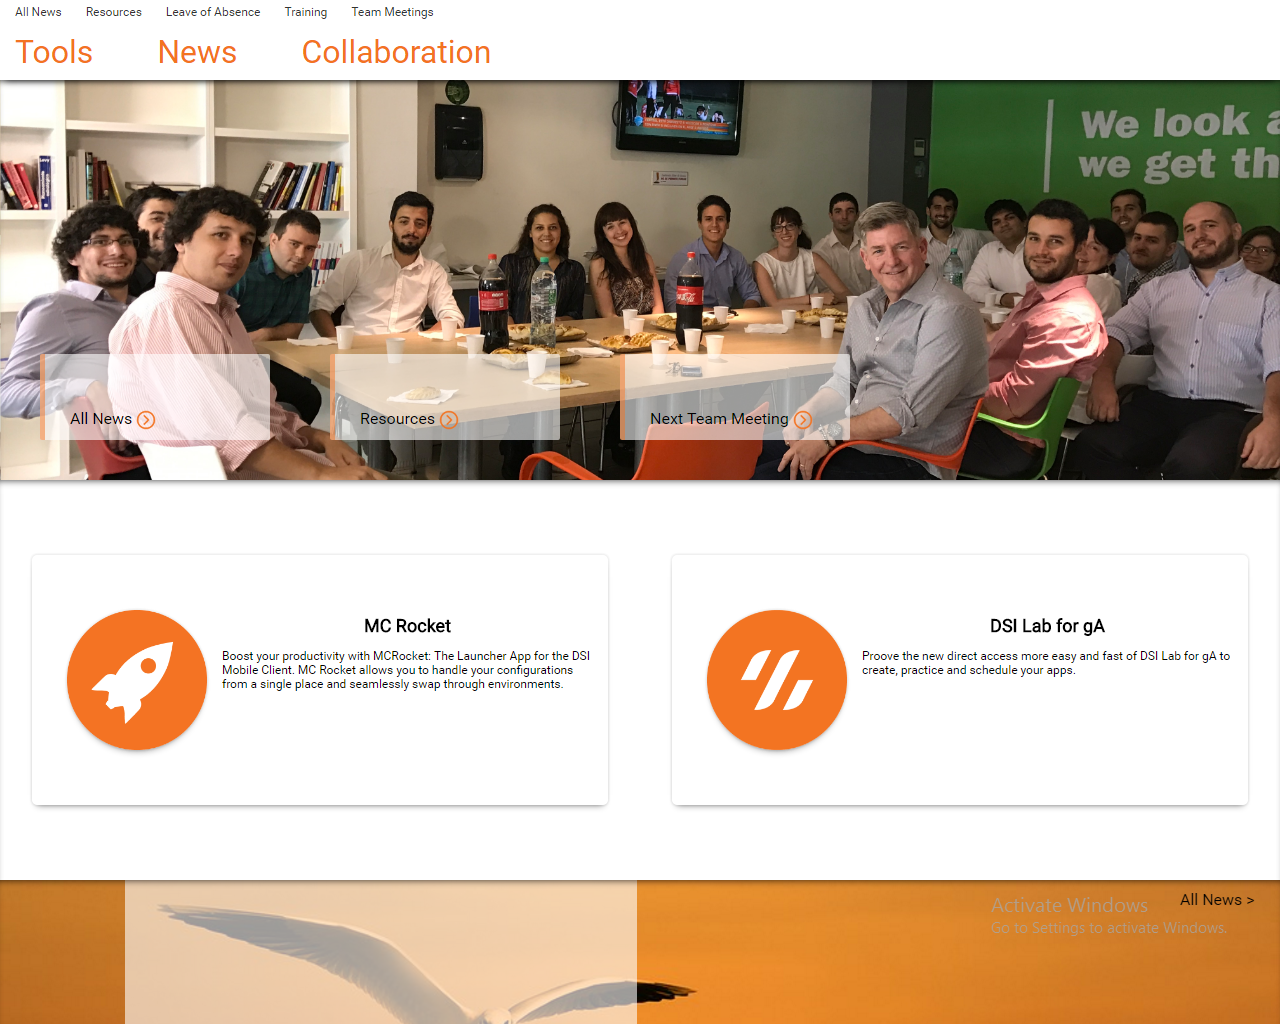 All News Resources Leave of Absence Training Team Meetings
Tools News Collaboration
We look a
we get th
All News
Resources
Next Team Meeting
MC Rocket
Boost your productivity with MCRocket: The Launcher App for the DSI
Mobile Client. MC Rocket allows you to handle your configurations
from a single place and seamlessly swap through environments.
DSI Lab for gA
Proove the new direct access more easy and fast of DSI Lab for gA to
create, practice and schedule your apps.
All News >
Activate Windows
Go to Settings to activate Windows.